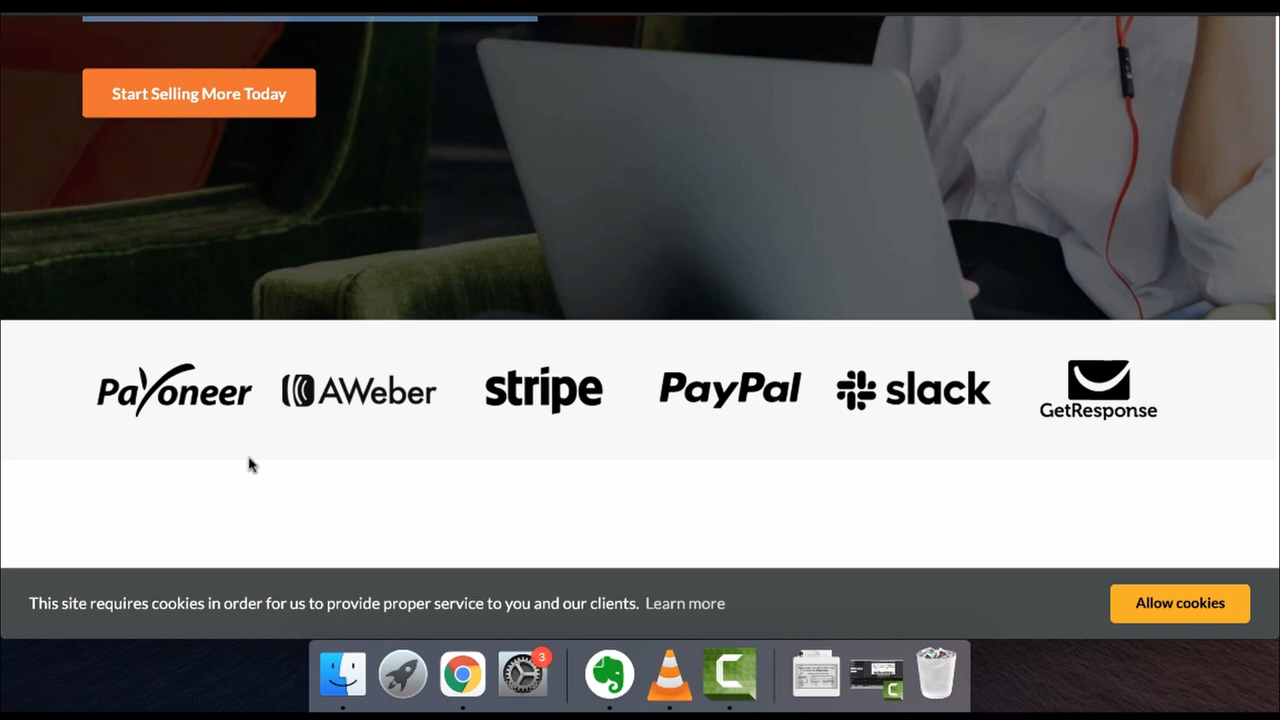 Start Selling More Today
Payoneer AWeber stripe PayPal slack GetResponse
This site requires cookies in order for us to provide proper service to you and our clients. Learn more
Allow cookies
3